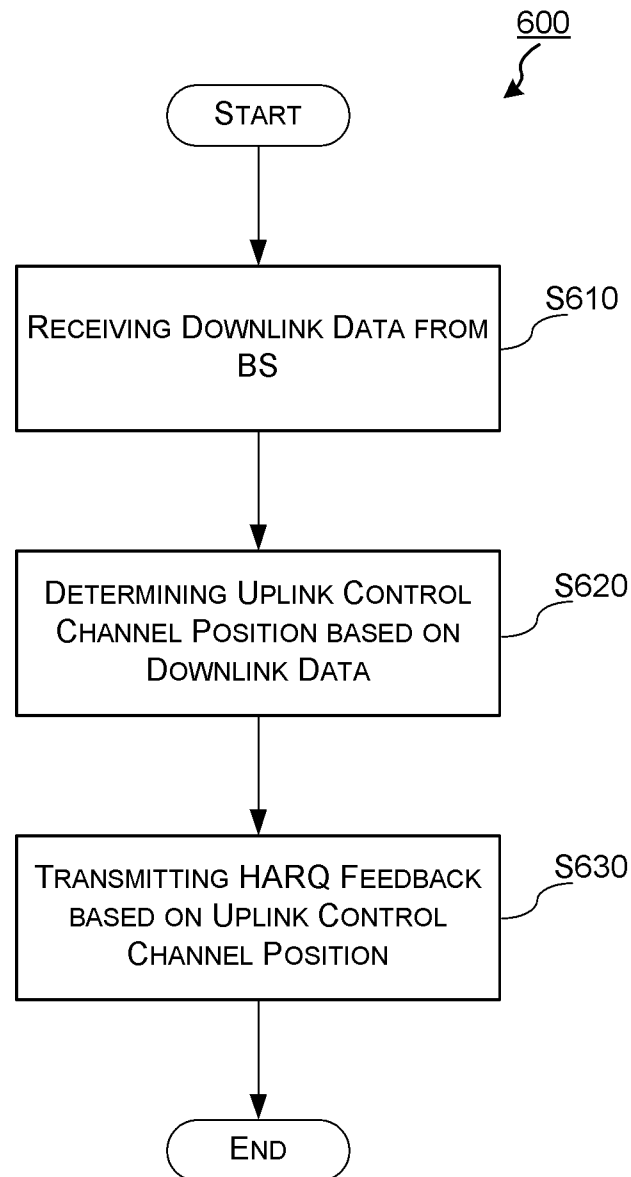 600
START
RECEIVING DOWNLINK DATA FROM
BS
S610
DETERMINING UPLINK CONTROL
CHANNEL POSITION BASED ON
DOWNLINK DATA
S620
TRANSMITTING HARQ FEEDBACK
BASED ON UPLINK CONTROL
CHANNEL POSITION
S630
END